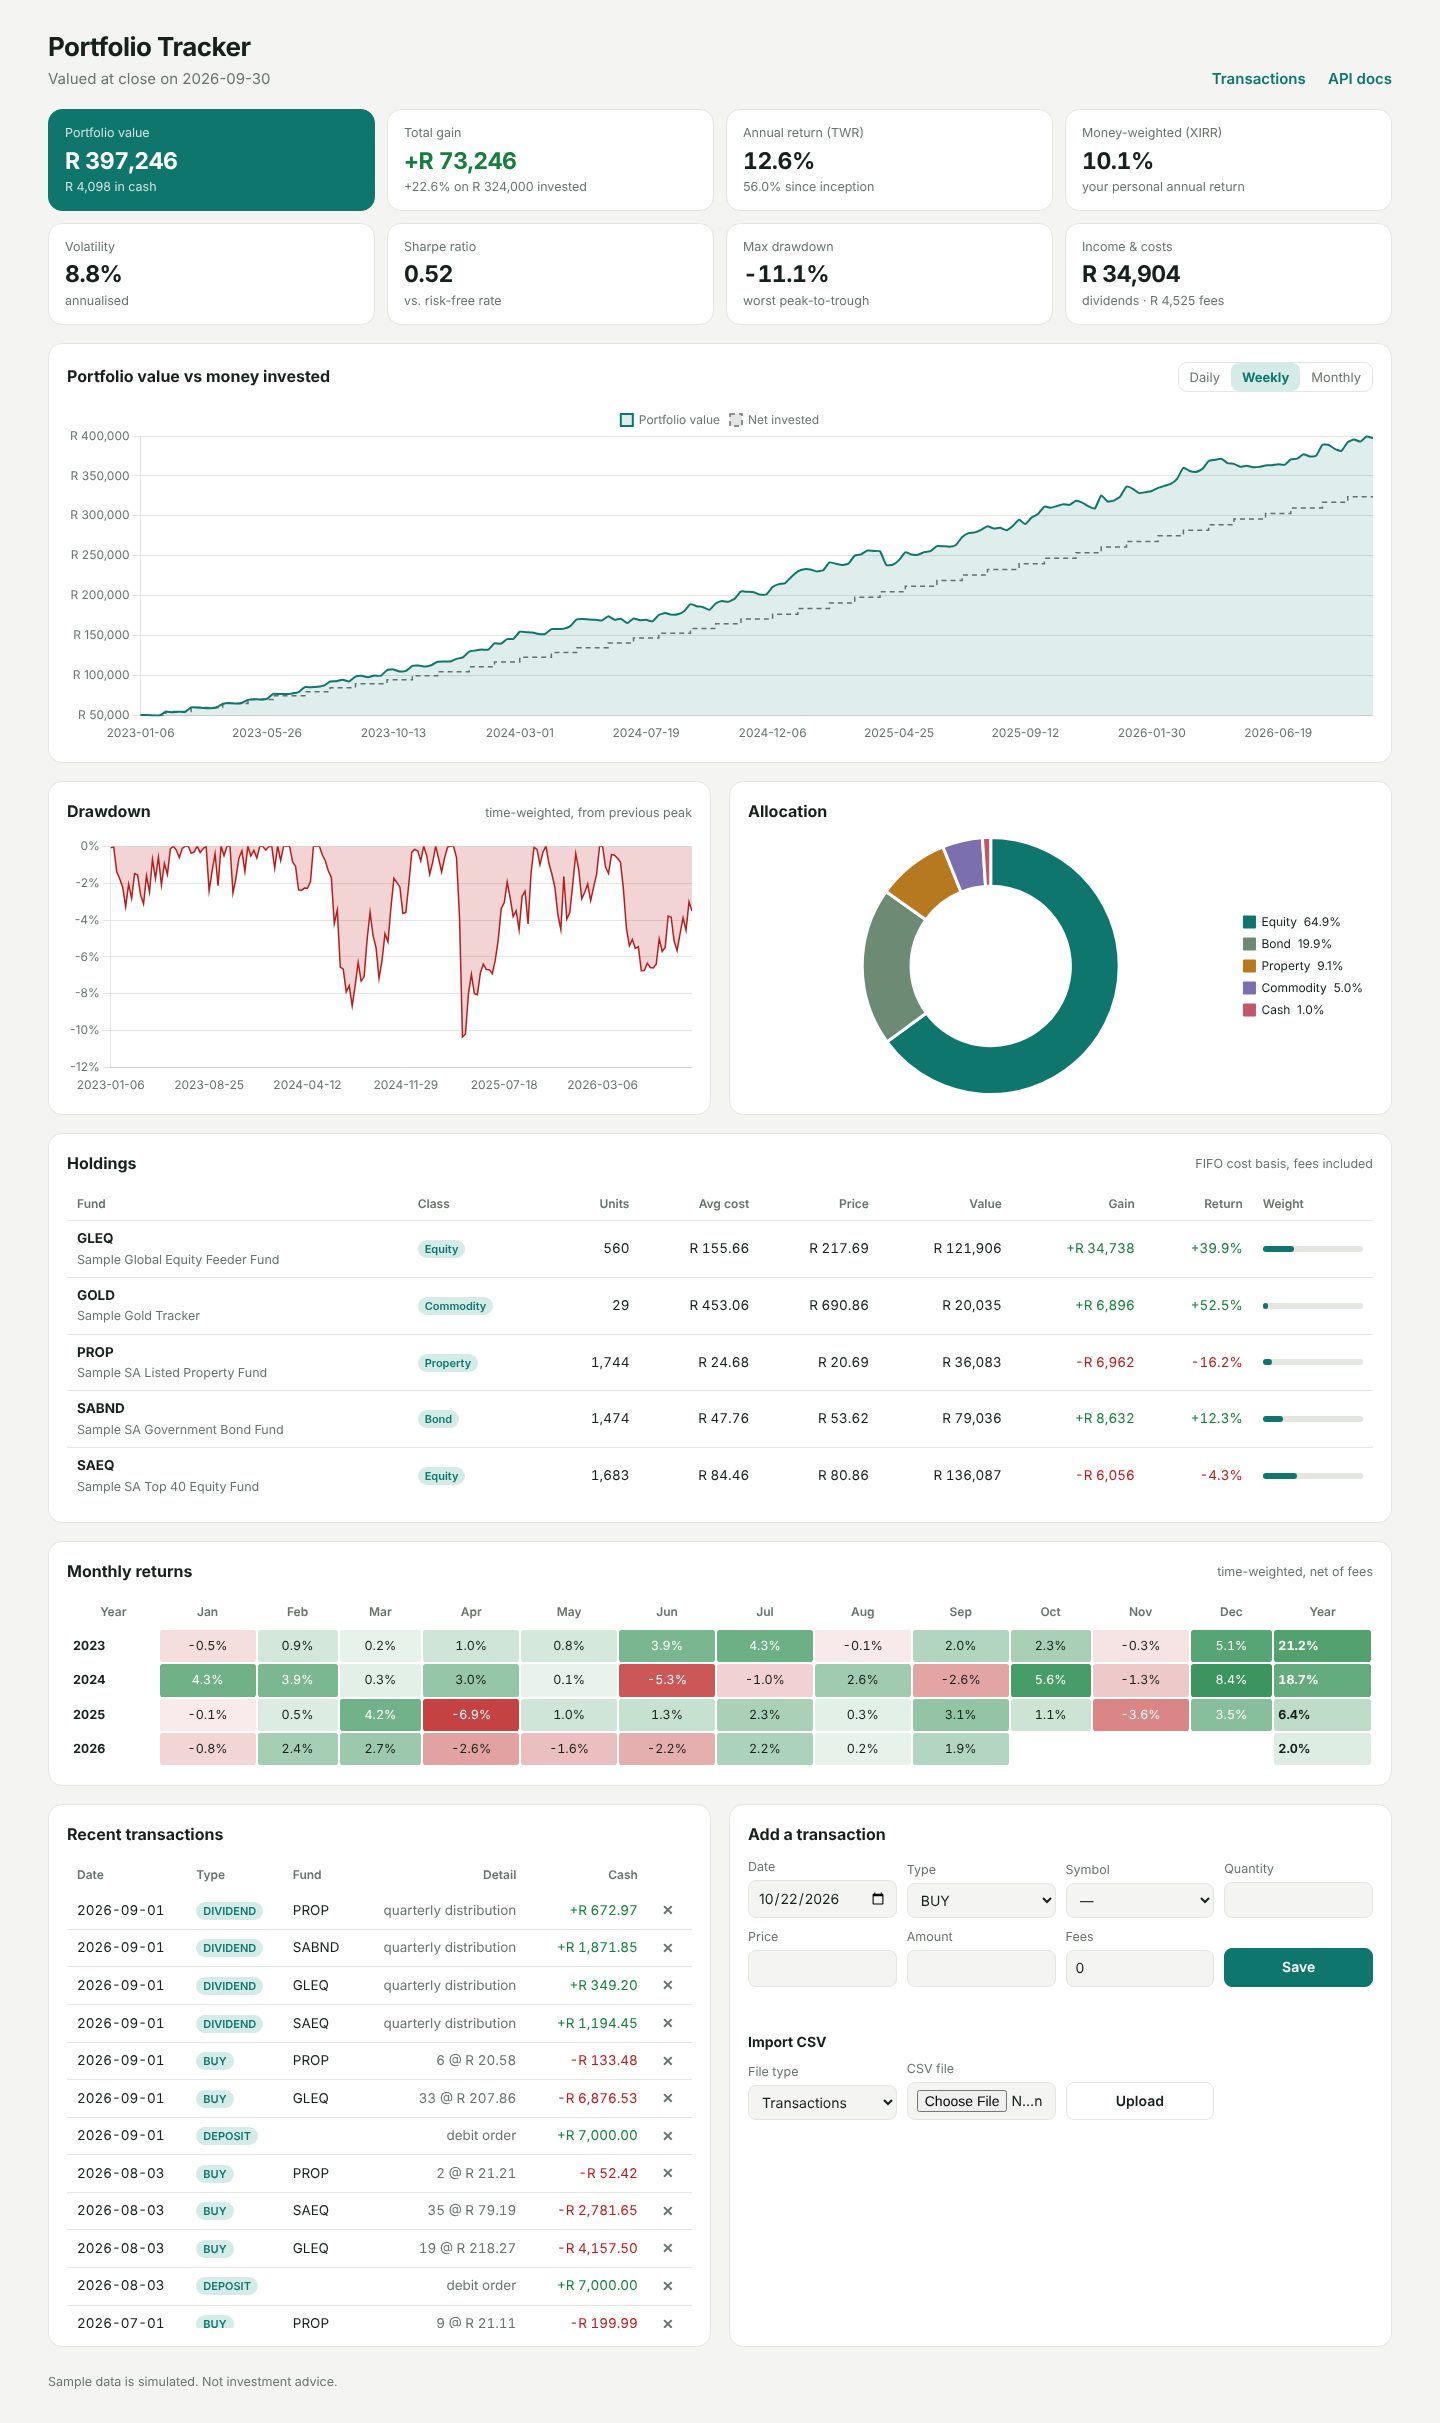 Portfolio Tracker
Valued at close on 2026-09-30
Transactions API docs
Portfolio value
R 397,246
R 4,098 in cash
Total gain
+R 73,246
+22.6% on R 324,000 invested
Annual return (TWR)
12.6%
56.0% since inception
Money-weighted (XIRR)
10.1%
your personal annual return
Volatility
8.8%
annualised
Sharpe ratio
0.52
vs. risk-free rate
Max drawdown
-11.1%
worst peak-to-trough
Income & costs
R 34,904
dividends · R 4,525 fees
Portfolio value vs money invested
Daily Weekly Monthly
Portfolio value Net invested
R 400,000
R 350,000
R 300,000
R 250,000
R 200,000
R 150,000
R 100,000
R 50,000
2023-01-06 2023-05-26 2023-10-13 2024-03-01 2024-07-19 2024-12-06 2025-04-25 2025-09-12 2026-01-30 2026-06-19
Drawdown
time-weighted, from previous peak
0%
-2%
-4%
-6%
-8%
-10%
-12%
2023-01-06 2023-08-25 2024-04-12 2024-11-29 2025-07-18 2026-03-06
Allocation
Equity 64.9%
Bond 19.9%
Property 9.1%
Commodity 5.0%
Cash 1.0%
Holdings
FIFO cost basis, fees included
Fund Class Units Avg cost Price Value Gain Return Weight
GLEQ
Sample Global Equity Feeder Fund
Equity 560 R 155.66 R 217.69 R 121,906 +R 34,738 +39.9%
GOLD
Sample Gold Tracker
Commodity 29 R 453.06 R 690.86 R 20,035 +R 6,896 +52.5%
PROP
Sample SA Listed Property Fund
Property 1,744 R 24.68 R 20.69 R 36,083 -R 6,962 -16.2%
SABND
Sample SA Government Bond Fund
Bond 1,474 R 47.76 R 53.62 R 79,036 +R 8,632 +12.3%
SAEQ
Sample SA Top 40 Equity Fund
Equity 1,683 R 84.46 R 80.86 R 136,087 -R 6,056 -4.3%
Monthly returns
time-weighted, net of fees
Year Jan Feb Mar Apr May Jun Jul Aug Sep Oct Nov Dec Year
2023 -0.5% 0.9% 0.2% 1.0% 0.8% 3.9% 4.3% -0.1% 2.0% 2.3% -0.3% 5.1% 21.2%
2024 4.3% 3.9% 0.3% 3.0% 0.1% -5.3% -1.0% 2.6% -2.6% 5.6% -1.3% 8.4% 18.7%
2025 -0.1% 0.5% 4.2% -6.9% 1.0% 1.3% 2.3% 0.3% 3.1% 1.1% -3.6% 3.5% 6.4%
2026 -0.8% 2.4% 2.7% -2.6% -1.6% -2.2% 2.2% 0.2% 1.9% 2.0%
Recent transactions
Date Type Fund Detail Cash
2026-09-01 DIVIDEND PROP quarterly distribution +R 672.97 ✕
2026-09-01 DIVIDEND SABND quarterly distribution +R 1,871.85 ✕
2026-09-01 DIVIDEND GLEQ quarterly distribution +R 349.20 ✕
2026-09-01 DIVIDEND SAEQ quarterly distribution +R 1,194.45 ✕
2026-09-01 BUY PROP 6 @ R 20.58 -R 133.48 ✕
2026-09-01 BUY GLEQ 33 @ R 207.86 -R 6,876.53 ✕
2026-09-01 DEPOSIT debit order +R 7,000.00 ✕
2026-08-03 BUY PROP 2 @ R 21.21 -R 52.42 ✕
2026-08-03 BUY SAEQ 35 @ R 79.19 -R 2,781.65 ✕
2026-08-03 BUY GLEQ 19 @ R 218.27 -R 4,157.50 ✕
2026-08-03 DEPOSIT debit order +R 7,000.00 ✕
2026-07-01 BUY PROP 9 @ R 21.11 -R 199.99 ✕
Add a transaction
Date Type Symbol Quantity
10/22/2026 BUY —
Price Amount Fees
0 Save
Import CSV
File type CSV file
Transactions Choose File N...n Upload
Sample data is simulated. Not investment advice.